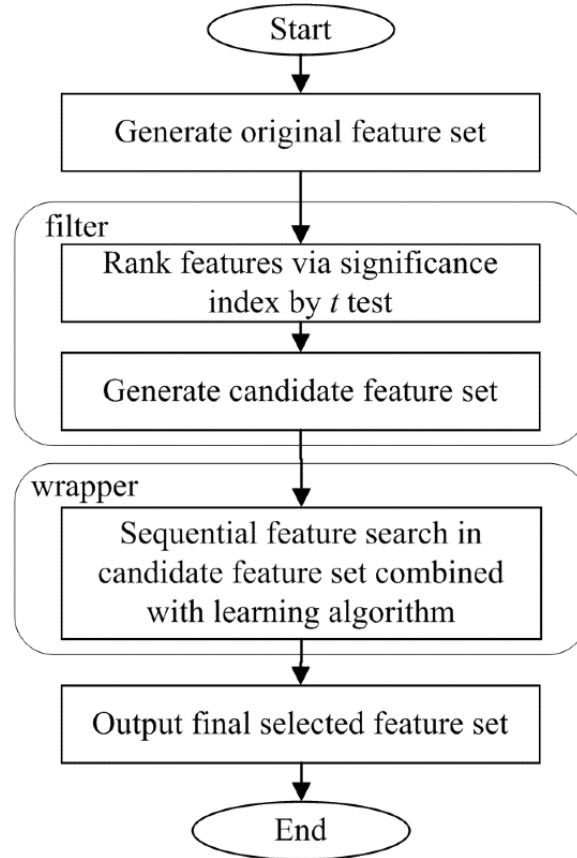 Start
Generate original feature set
filter
Rank features via significance
index by t test
Generate candidate feature set
wrapper
Sequential feature search in
candidate feature set combined
with learning algorithm
Output final selected feature set
End